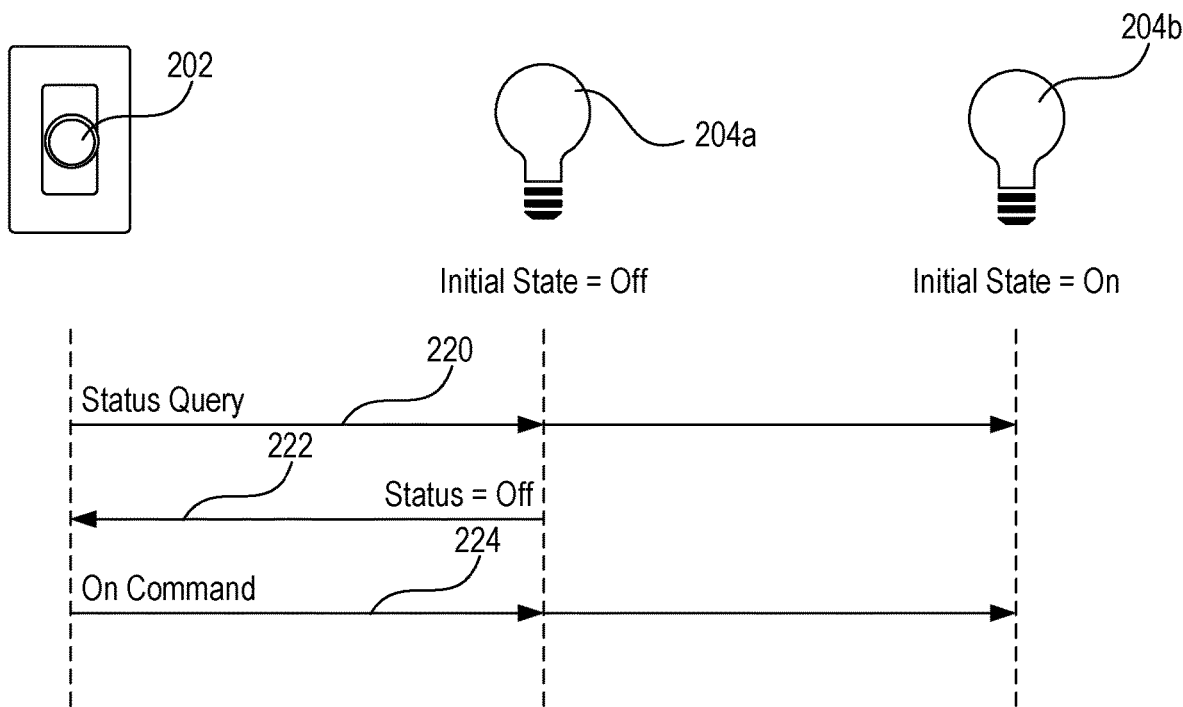 204b
202
204a
Initial State = Off
Initial State = On
220
Status Query
222
Status = Off
224
On Command